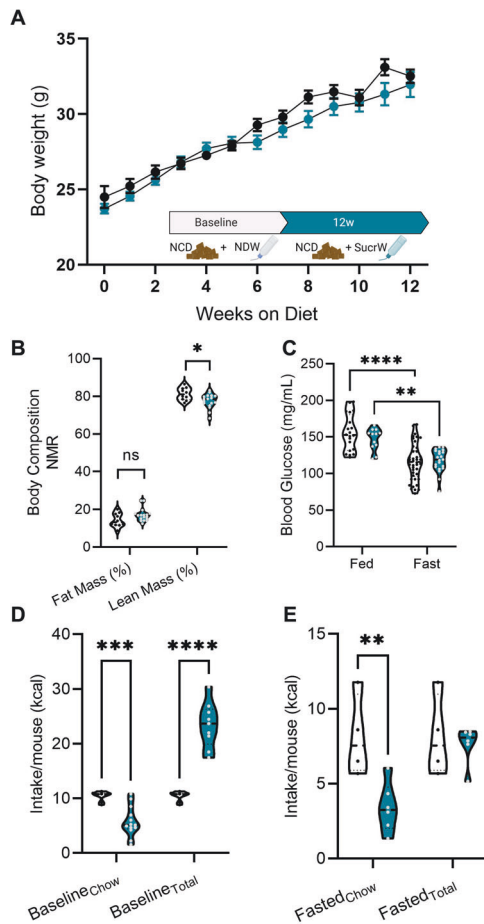 A
Body weight (g)
35
30
25
20
Baseline
12w
NCD + NDW
NCD + SucrW
0 2 4 6 8 10 12
Weeks on Diet
B
Body Composition
NMR
100
80
60
40
20
0
ns
*
Fat Mass (%)
Lean Mass (%)
C
Blood Glucose (mg/mL)
250
200
150
100
50
0
****
**
Fed
Fast
D
Intake/mouse (kcal)
40
30
20
10
0
***
****
BaselineChow
BaselineTotal
E
Intake/mouse (kcal)
15
10
5
0
**
FastedChow
FastedTotal